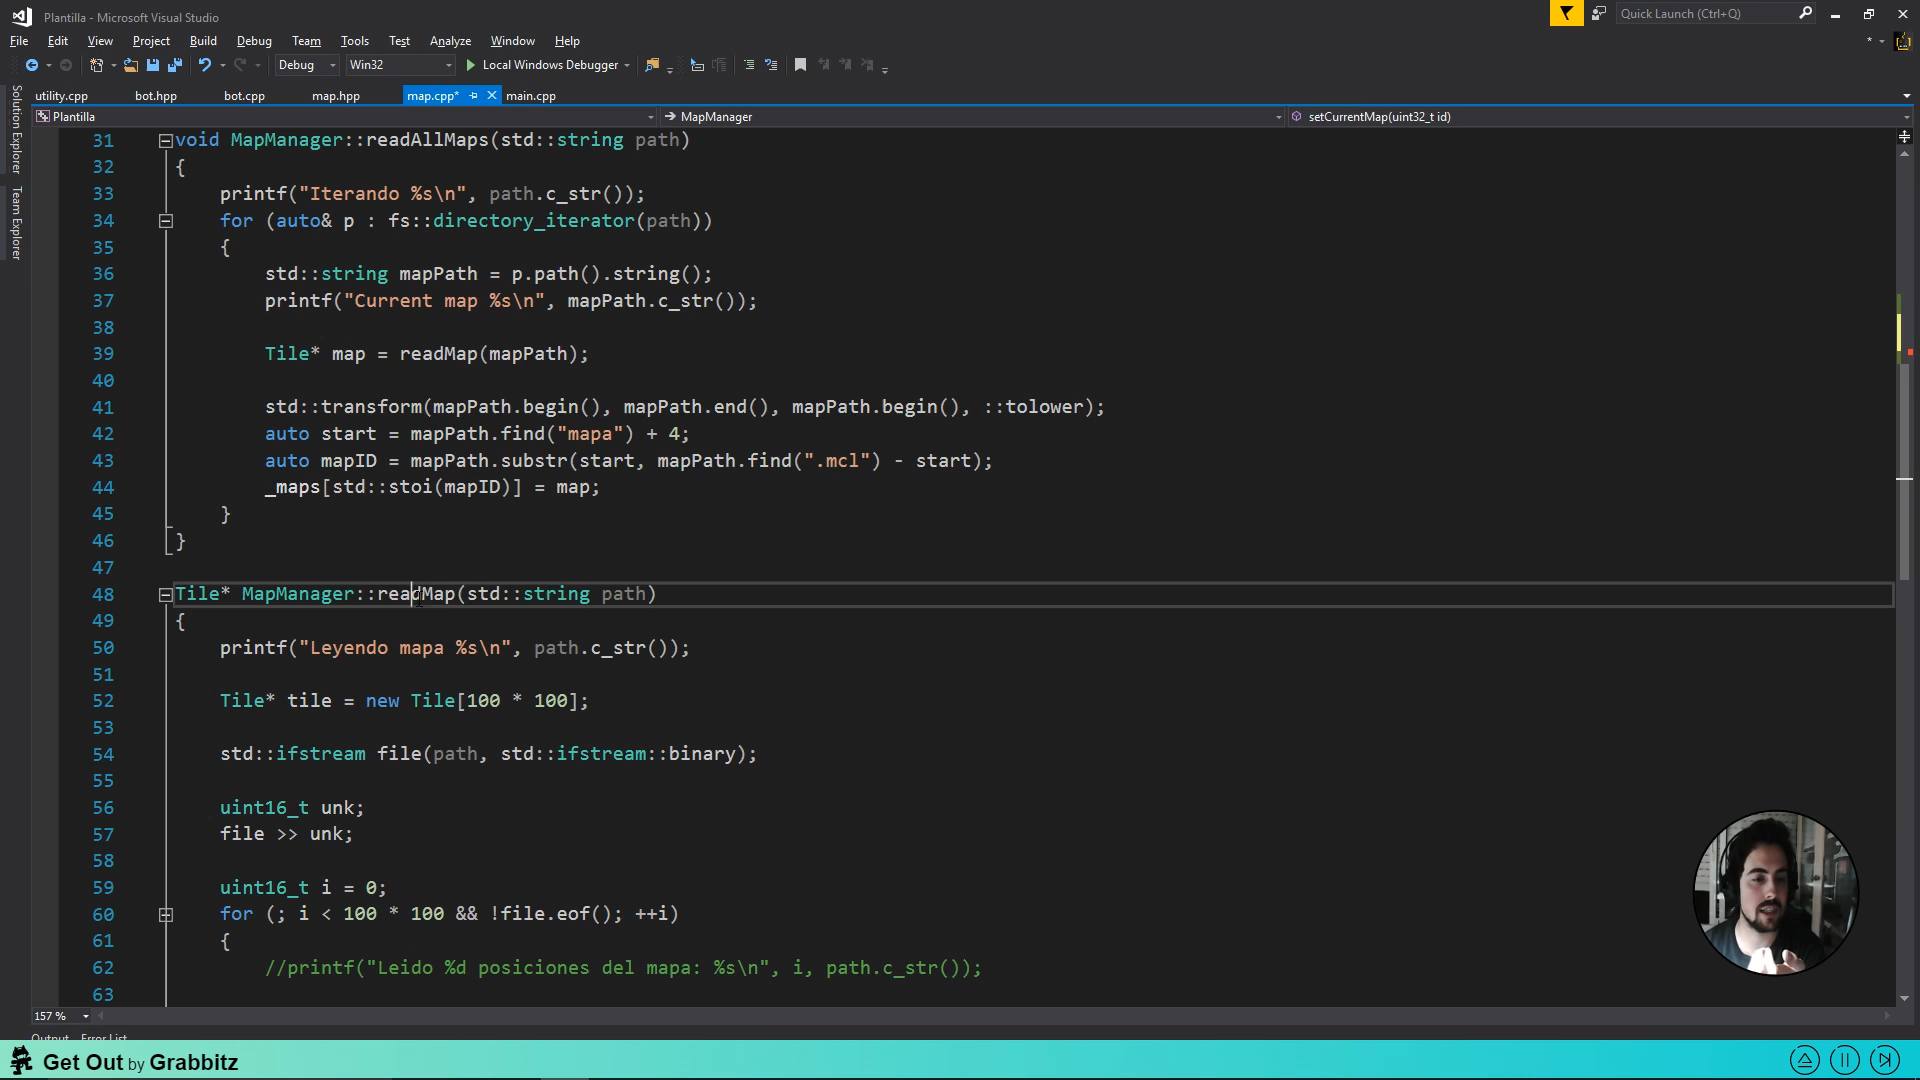 Plantilla - Microsoft Visual Studio
Quick Launch (Ctrl+Q)
File Edit View Project Build Debug Team Tools Test Analyze Window Help
Debug Win32 Local Windows Debugger
utility.cpp bot.hpp bot.cpp map.hpp map.cpp* main.cpp
Plantilla MapManager setCurrentMap(uint32_t id)
Solution Explorer
Team Explorer
31 void MapManager::readAllMaps(std::string path)
32 {
33 printf("Iterando %s\n", path.c_str());
34 for (auto& p : fs::directory_iterator(path))
35 {
36 std::string mapPath = p.path().string();
37 printf("Current map %s\n", mapPath.c_str());
38
39 Tile* map = readMap(mapPath);
40
41 std::transform(mapPath.begin(), mapPath.end(), mapPath.begin(), ::tolower);
42 auto start = mapPath.find("mapa") + 4;
43 auto mapID = mapPath.substr(start, mapPath.find(".mcl") - start);
44 _maps[std::stoi(mapID)] = map;
45 }
46 }
47
48 Tile* MapManager::readMap(std::string path)
49 {
50 printf("Leyendo mapa %s\n", path.c_str());
51
52 Tile* tile = new Tile[100 * 100];
53
54 std::ifstream file(path, std::ifstream::binary);
55
56 uint16_t unk;
57 file >> unk;
58
59 uint16_t i = 0;
60 for (; i < 100 * 100 && !file.eof(); ++i)
61 {
62 //printf("Leido %d posiciones del mapa: %s\n", i, path.c_str());
63
157 %
Output Error List
Get Out by Grabbitz